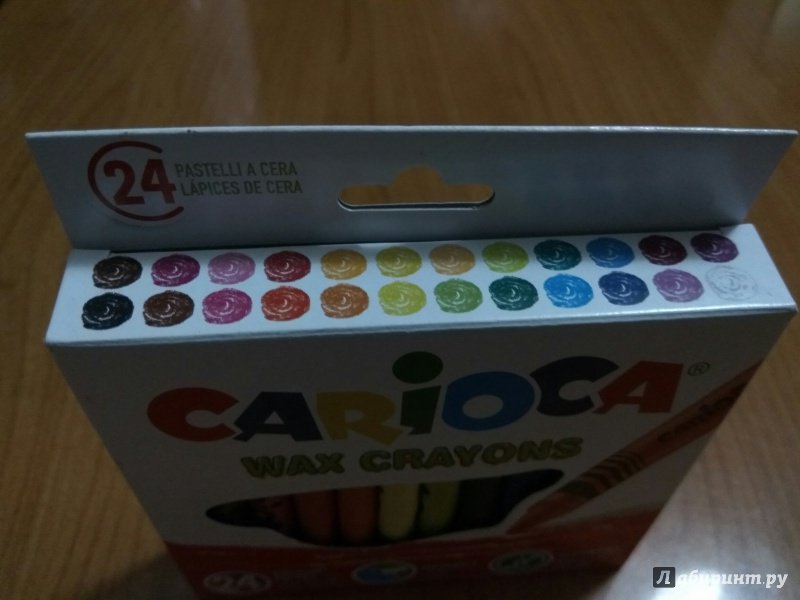 24
PASTELLI A CERA
LÁPICES DE CERA
CARIOCA®
WAX CRAYONS
24
Лабиринт.ру